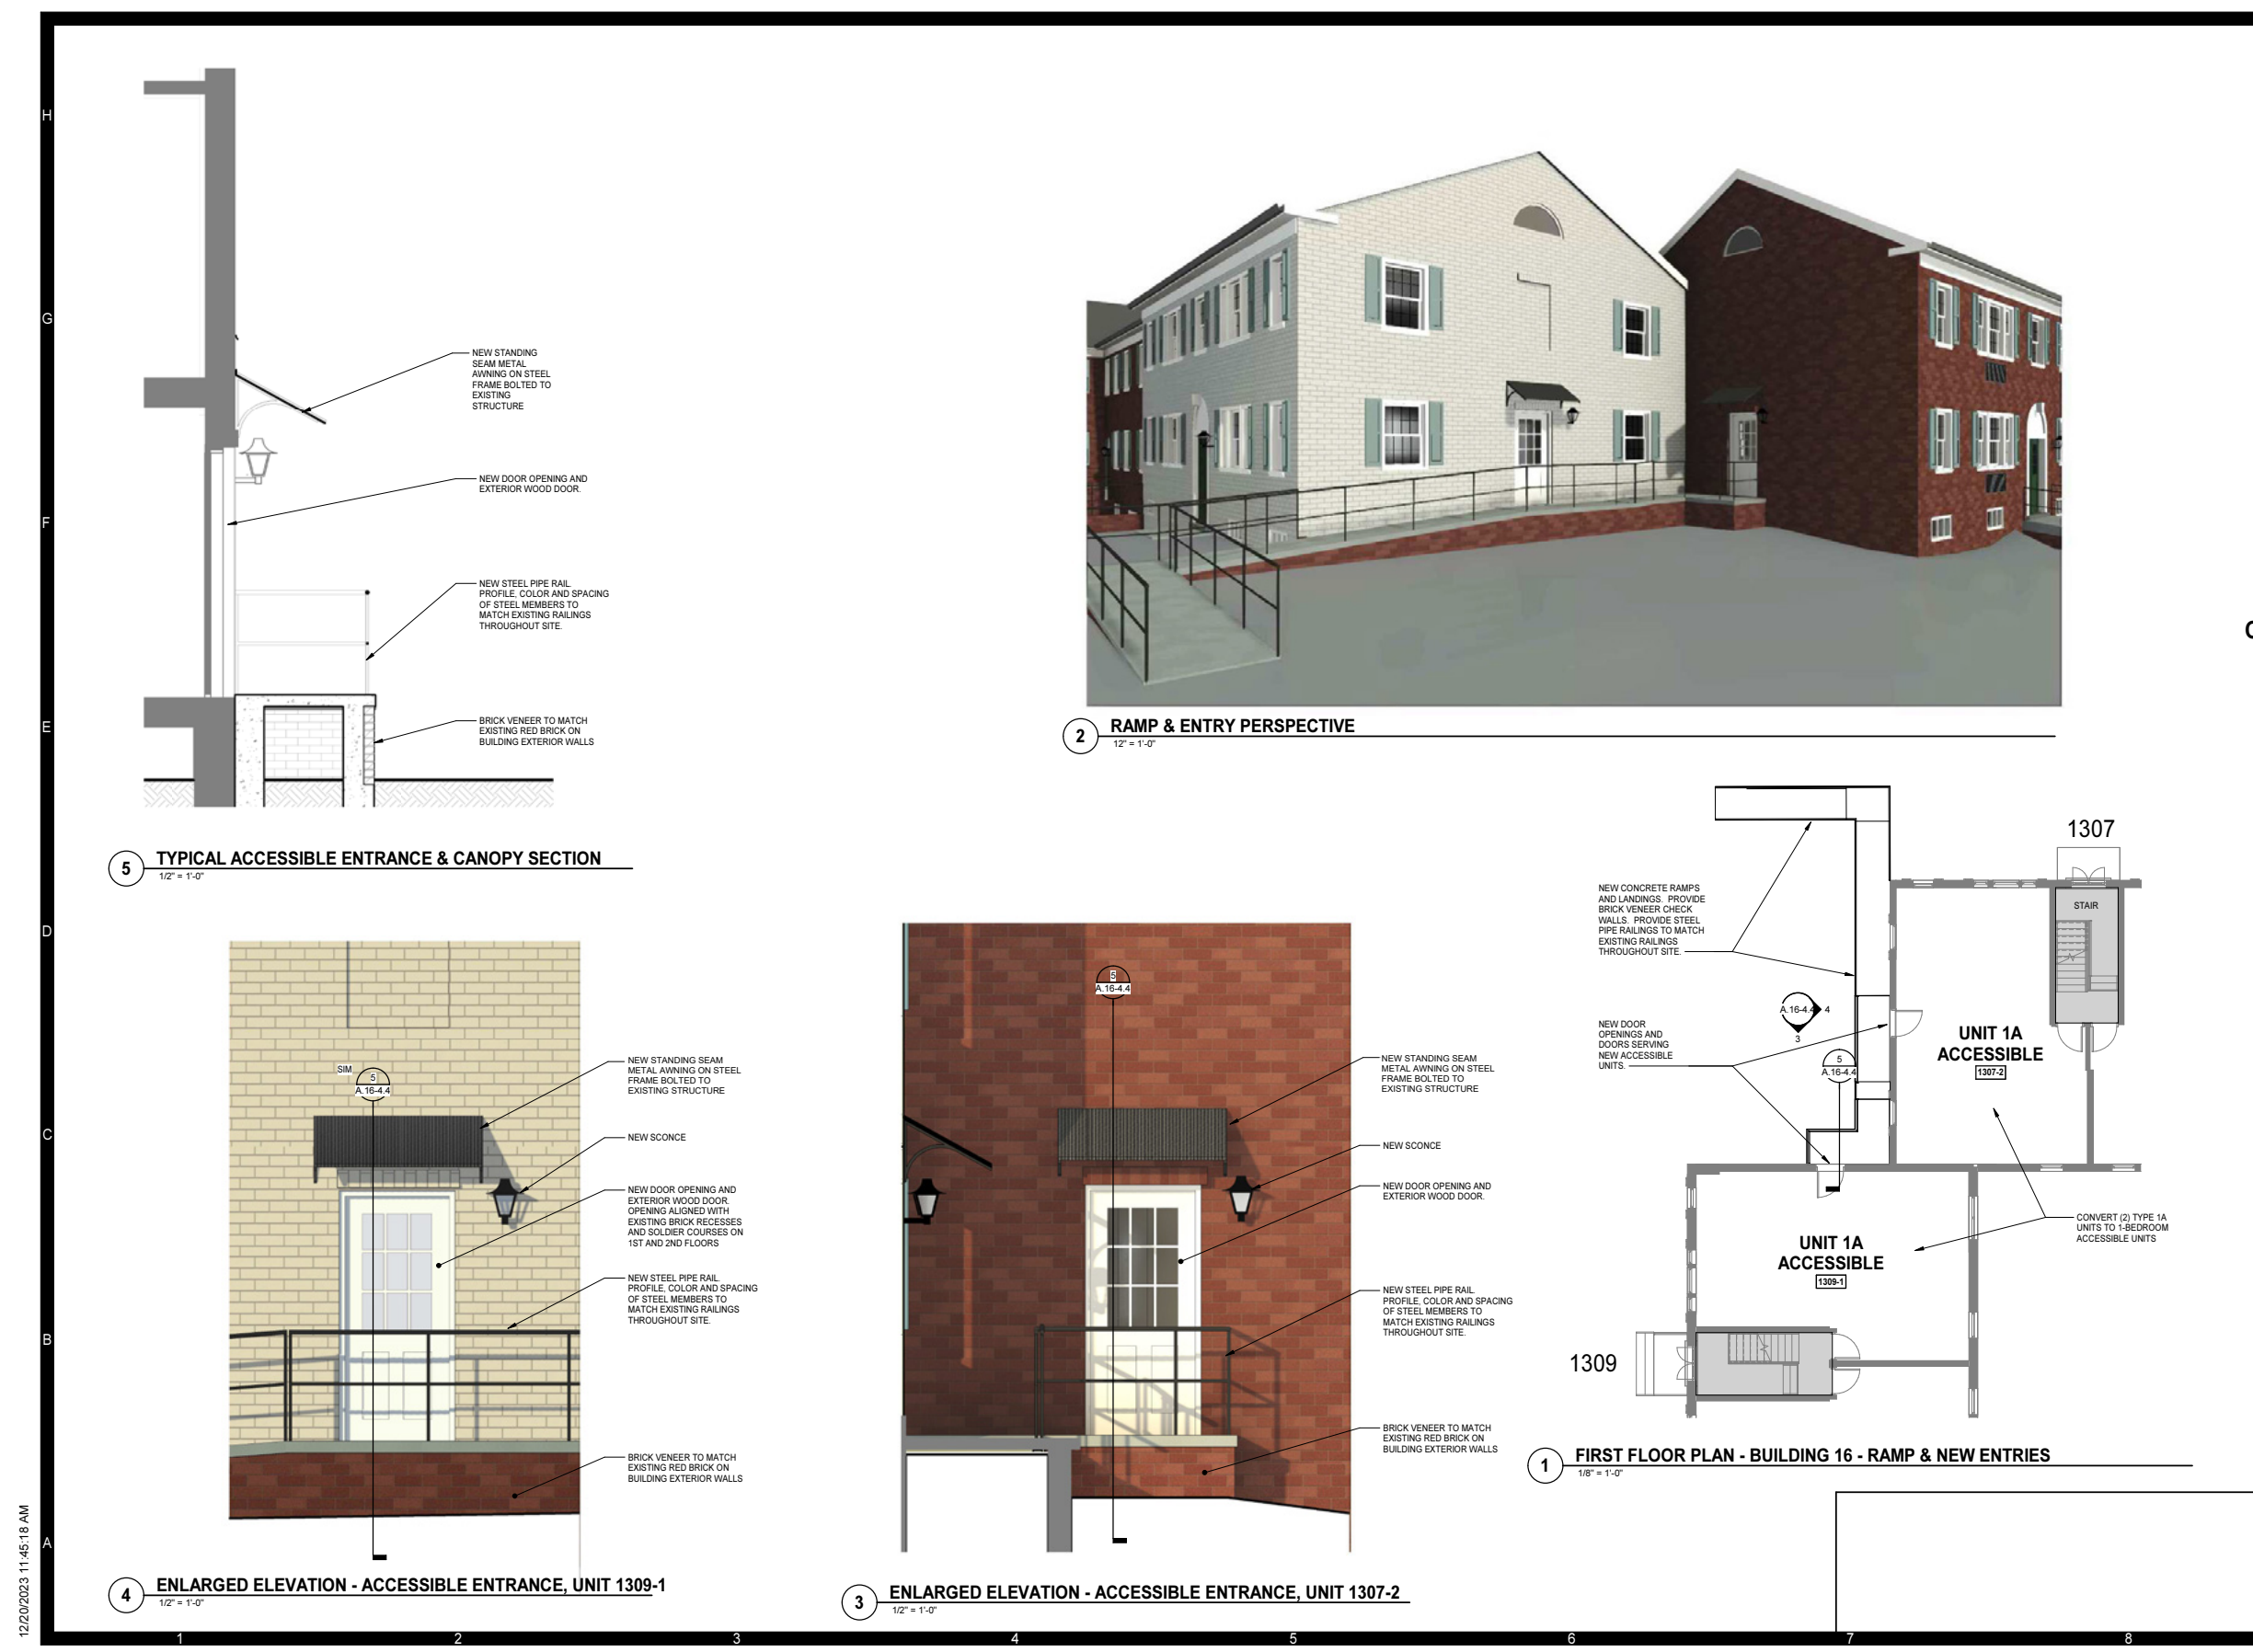 H
G
F
E
D
C
B
A
1
2
3
4
5
6
7
8
12/20/2023 11:45:18 AM
NEW STANDING
SEAM METAL
AWNING ON STEEL
FRAME BOLTED TO
EXISTING
STRUCTURE
NEW DOOR OPENING AND
EXTERIOR WOOD DOOR.
NEW STEEL PIPE RAIL.
PROFILE, COLOR AND SPACING
OF STEEL MEMBERS TO
MATCH EXISTING RAILINGS
THROUGHOUT SITE.
BRICK VENEER TO MATCH
EXISTING RED BRICK ON
BUILDING EXTERIOR WALLS
5
TYPICAL ACCESSIBLE ENTRANCE & CANOPY SECTION
1/2" = 1'-0"
2
RAMP & ENTRY PERSPECTIVE
12" = 1'-0"
SIM
5
A.16-4.4
NEW STANDING SEAM
METAL AWNING ON STEEL
FRAME BOLTED TO
EXISTING STRUCTURE
NEW SCONCE
NEW DOOR OPENING AND
EXTERIOR WOOD DOOR.
OPENING ALIGNED WITH
EXISTING BRICK RECESSES
AND SOLDIER COURSES ON
1ST AND 2ND FLOORS
NEW STEEL PIPE RAIL.
PROFILE, COLOR AND SPACING
OF STEEL MEMBERS TO
MATCH EXISTING RAILINGS
THROUGHOUT SITE.
BRICK VENEER TO MATCH
EXISTING RED BRICK ON
BUILDING EXTERIOR WALLS
4
ENLARGED ELEVATION - ACCESSIBLE ENTRANCE, UNIT 1309-1
1/2" = 1'-0"
5
A.16-4.4
NEW STANDING SEAM
METAL AWNING ON STEEL
FRAME BOLTED TO
EXISTING STRUCTURE
NEW SCONCE
NEW DOOR OPENING AND
EXTERIOR WOOD DOOR.
NEW STEEL PIPE RAIL.
PROFILE, COLOR AND SPACING
OF STEEL MEMBERS TO
MATCH EXISTING RAILINGS
THROUGHOUT SITE.
BRICK VENEER TO MATCH
EXISTING RED BRICK ON
BUILDING EXTERIOR WALLS
3
ENLARGED ELEVATION - ACCESSIBLE ENTRANCE, UNIT 1307-2
1/2" = 1'-0"
1307
STAIR
NEW CONCRETE RAMPS
AND LANDINGS. PROVIDE
BRICK VENEER CHECK
WALLS. PROVIDE STEEL
PIPE RAILINGS TO MATCH
EXISTING RAILINGS
THROUGHOUT SITE.
A.16-4.4
4
3
NEW DOOR
OPENINGS AND
DOORS SERVING
NEW ACCESSIBLE
UNITS.
5
A.16-4.4
UNIT 1A
ACCESSIBLE
1307-2
CONVERT (2) TYPE 1A
UNITS TO 1-BEDROOM
ACCESSIBLE UNITS
UNIT 1A
ACCESSIBLE
1309-1
1309
1
FIRST FLOOR PLAN - BUILDING 16 - RAMP & NEW ENTRIES
1/8" = 1'-0"